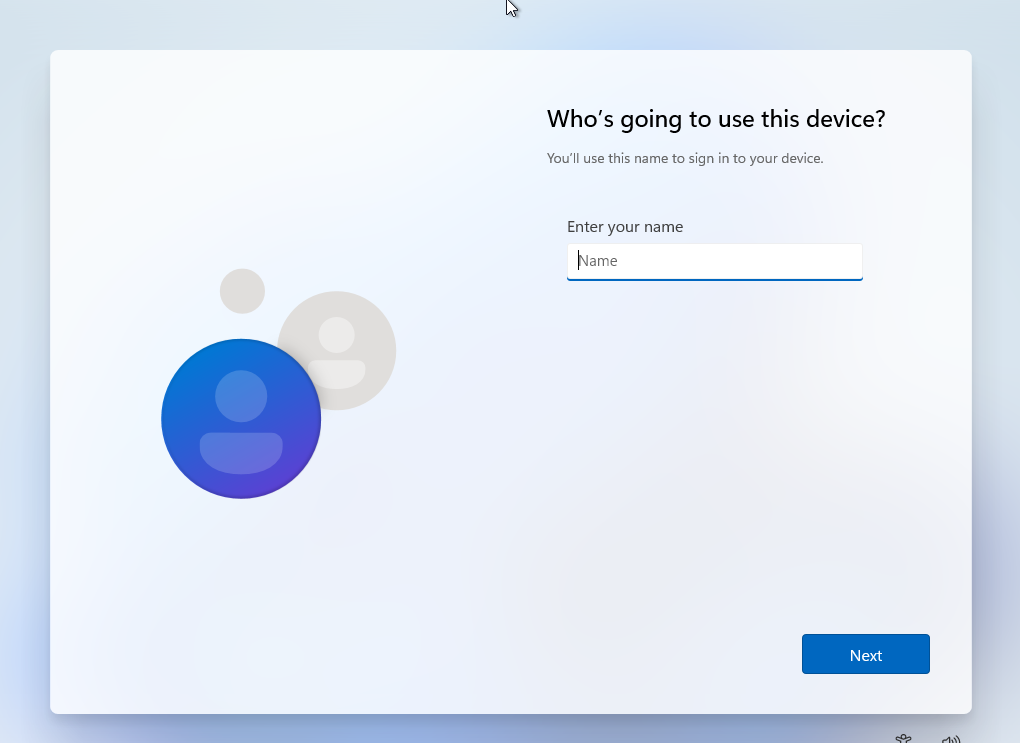 Who’s going to use this device?
You’ll use this name to sign in to your device.
Enter your name
Name
Next